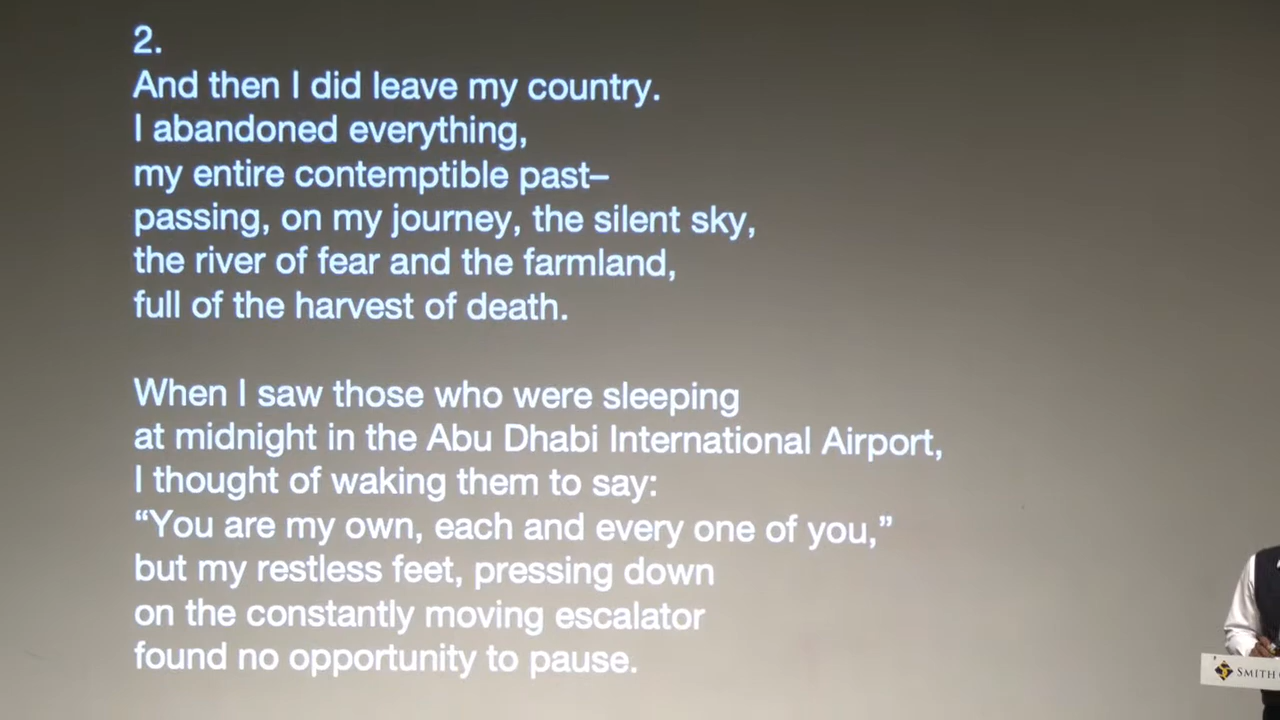 2.
And then I did leave my country.
I abandoned everything,
my entire contemptible past–
passing, on my journey, the silent sky,
the river of fear and the farmland,
full of the harvest of death.
When I saw those who were sleeping
at midnight in the Abu Dhabi International Airport,
I thought of waking them to say:
“You are my own, each and every one of you,”
but my restless feet, pressing down
on the constantly moving escalator
found no opportunity to pause.
SMITH